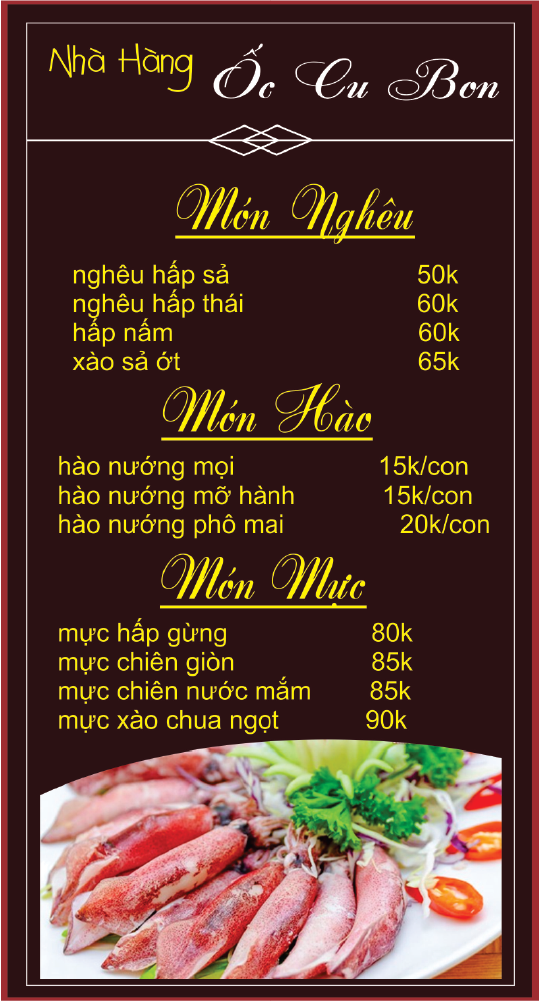 Nhà Hàng Ốc Cu Bon
Món Nghêu
nghêu hấp sả 50k
nghêu hấp thái 60k
hấp nấm 60k
xào sả ớt 65k
Món Hào
hào nướng mọi 15k/con
hào nướng mỡ hành 15k/con
hào nướng phô mai 20k/con
Món Mực
mực hấp gừng 80k
mực chiên giòn 85k
mực chiên nước mắm 85k
mực xào chua ngọt 90k